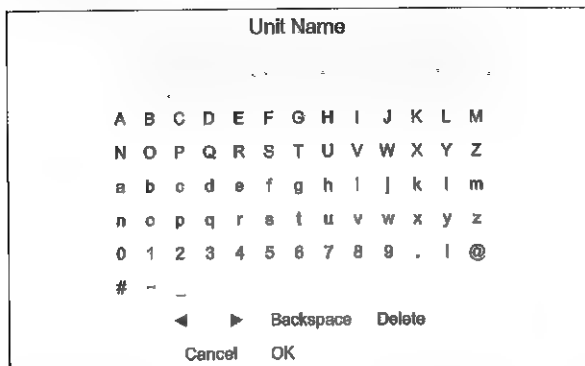 Unit Name
A B C D E F G H I J K L M
N O P Q R S T U V W X Y Z
a b c d e f g h i j k l m
n o p q r s t u v w x y z
0 1 2 3 4 5 6 7 8 9 . ! @
# - _
◀ ▶ Backspace Delete
Cancel OK